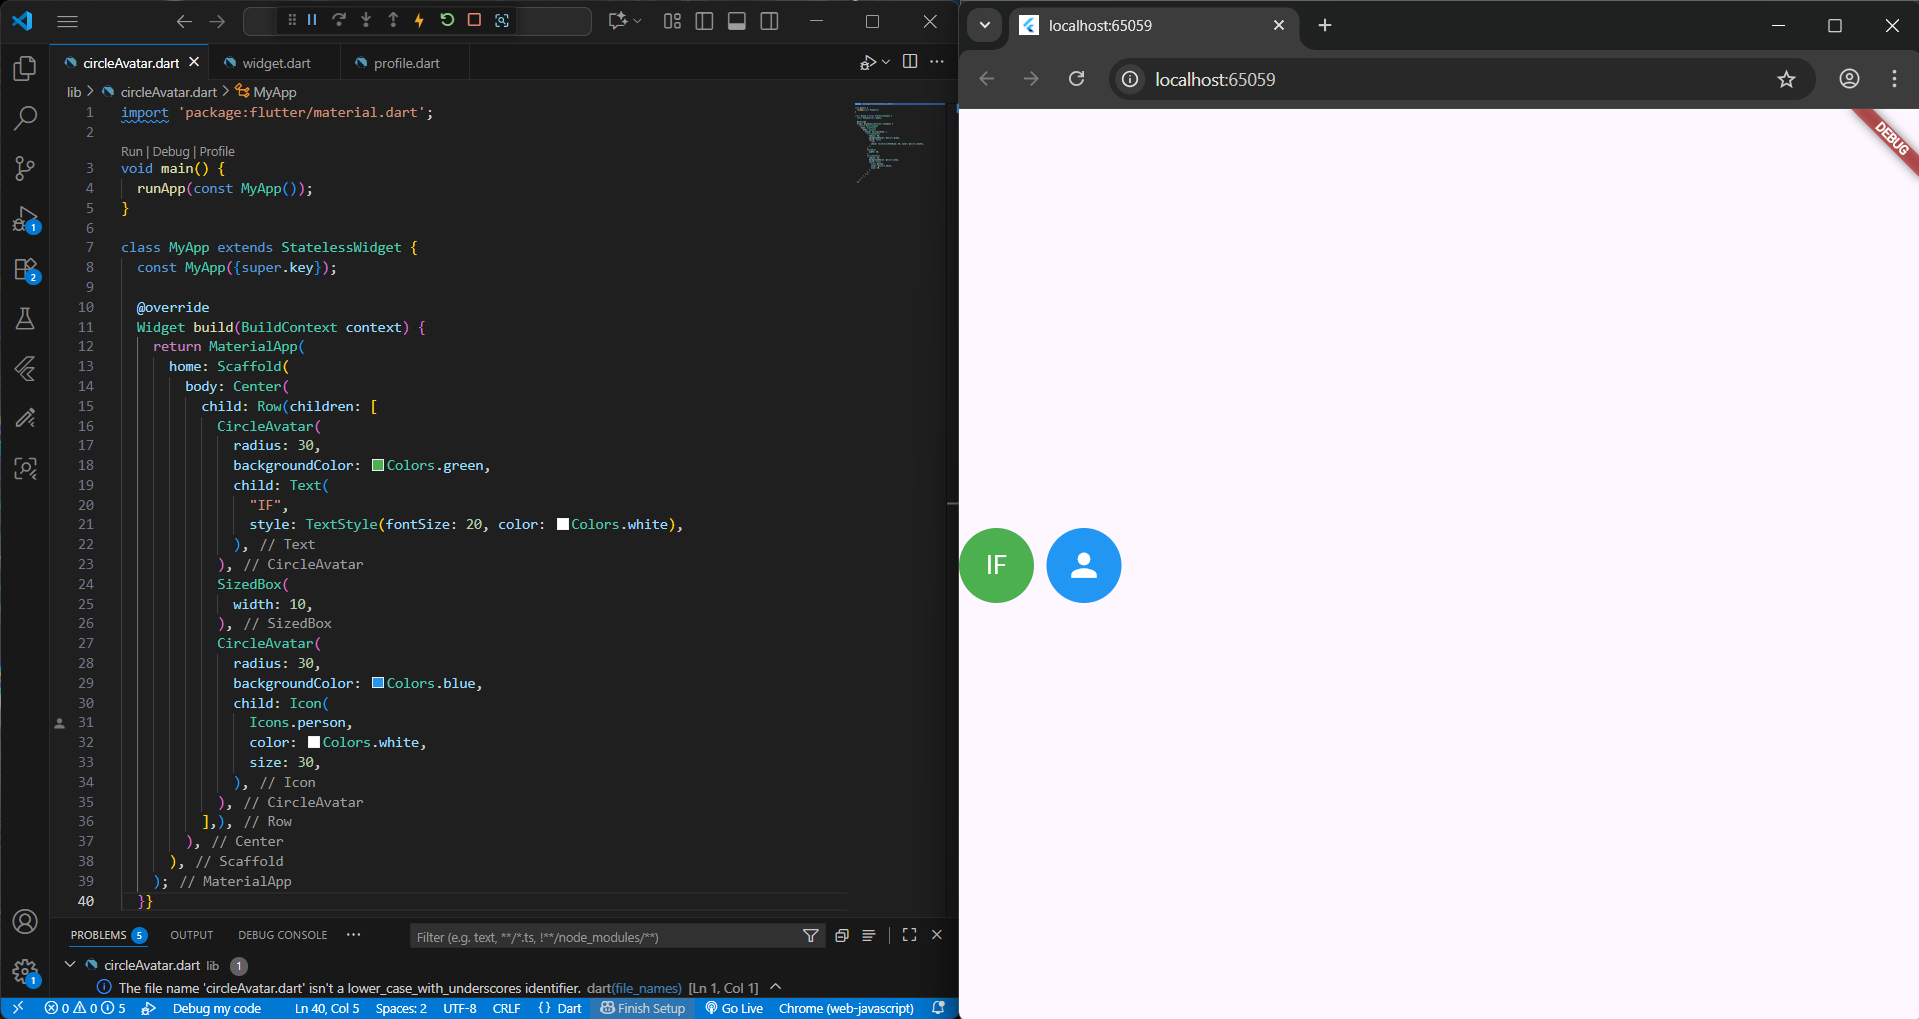 circleAvatar.dart
widget.dart
profile.dart
lib > circleAvatar.dart > MyApp
1 import 'package:flutter/material.dart';
2
Run | Debug | Profile
3 void main() {
4 runApp(const MyApp());
5 }
6
7 class MyApp extends StatelessWidget {
8 const MyApp({super.key});
9
10 @override
11 Widget build(BuildContext context) {
12 return MaterialApp(
13 home: Scaffold(
14 body: Center(
15 child: Row(children: [
16 CircleAvatar(
17 radius: 30,
18 backgroundColor: Colors.green,
19 child: Text(
20 "IF",
21 style: TextStyle(fontSize: 20, color: Colors.white),
22 ), // Text
23 ), // CircleAvatar
24 SizedBox(
25 width: 10,
26 ), // SizedBox
27 CircleAvatar(
28 radius: 30,
29 backgroundColor: Colors.blue,
30 child: Icon(
31 Icons.person,
32 color: Colors.white,
33 size: 30,
34 ), // Icon
35 ), // CircleAvatar
36 ],), // Row
37 ), // Center
38 ), // Scaffold
39 ); // MaterialApp
40 }}
1
2
1
PROBLEMS 5 OUTPUT DEBUG CONSOLE ··· Filter (e.g. text, **/*.ts, !**/node_modules/**)
circleAvatar.dart lib 1
The file name 'circleAvatar.dart' isn't a lower_case_with_underscores identifier. dart(file_names) [Ln 1, Col 1]
0 0 5 Debug my code Ln 40, Col 5 Spaces: 2 UTF-8 CRLF {} Dart Finish Setup Go Live Chrome (web-javascript)
localhost:65059
localhost:65059
DEBUG
IF